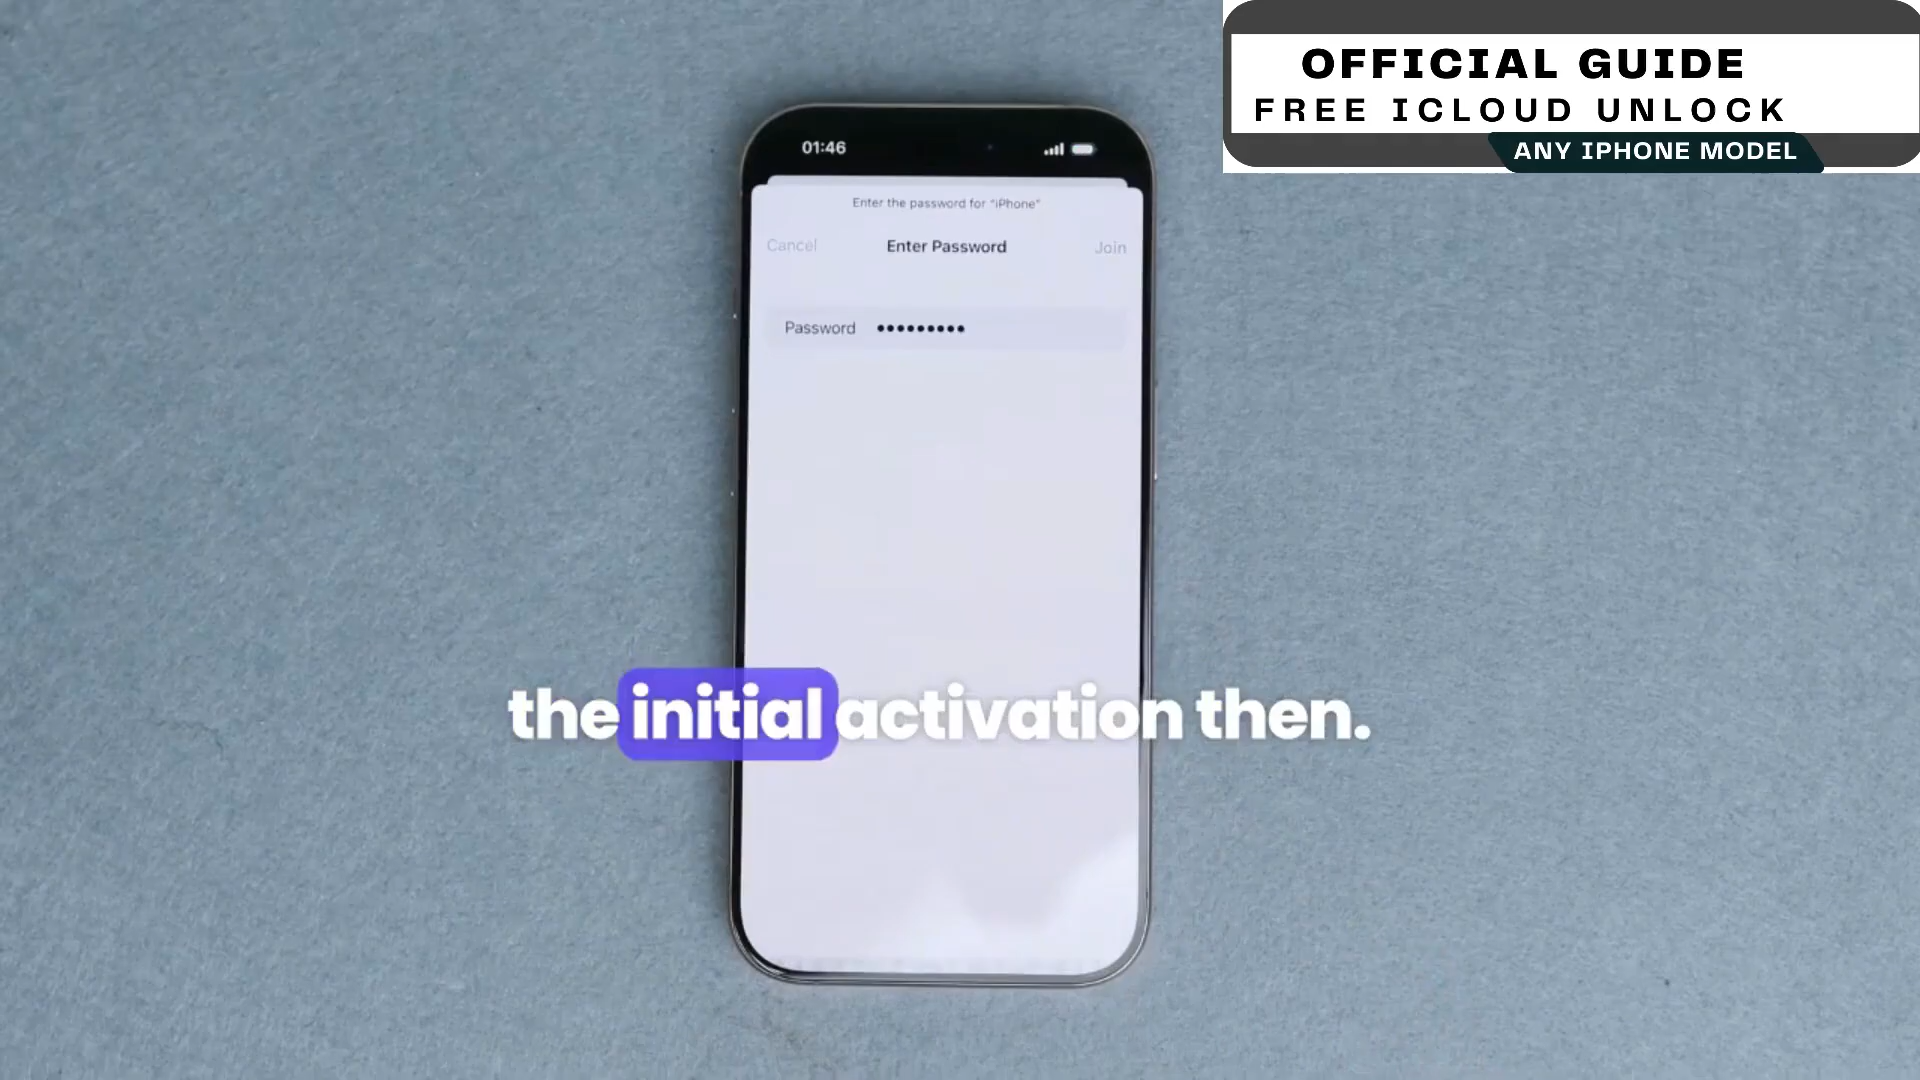 OFFICIAL GUIDE
FREE ICLOUD UNLOCK
ANY IPHONE MODEL
01:46
Enter the password for “iPhone”
Cancel Enter Password Join
Password •••••••••
the initial activation then.